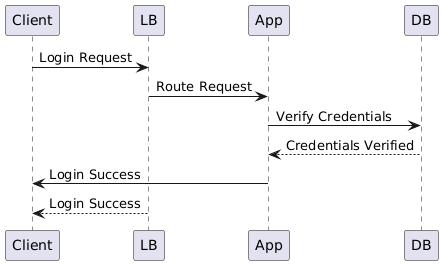 Client LB App DB
Login Request
Route Request
Verify Credentials
Credentials Verified
Login Success
Login Success
Client LB App DB